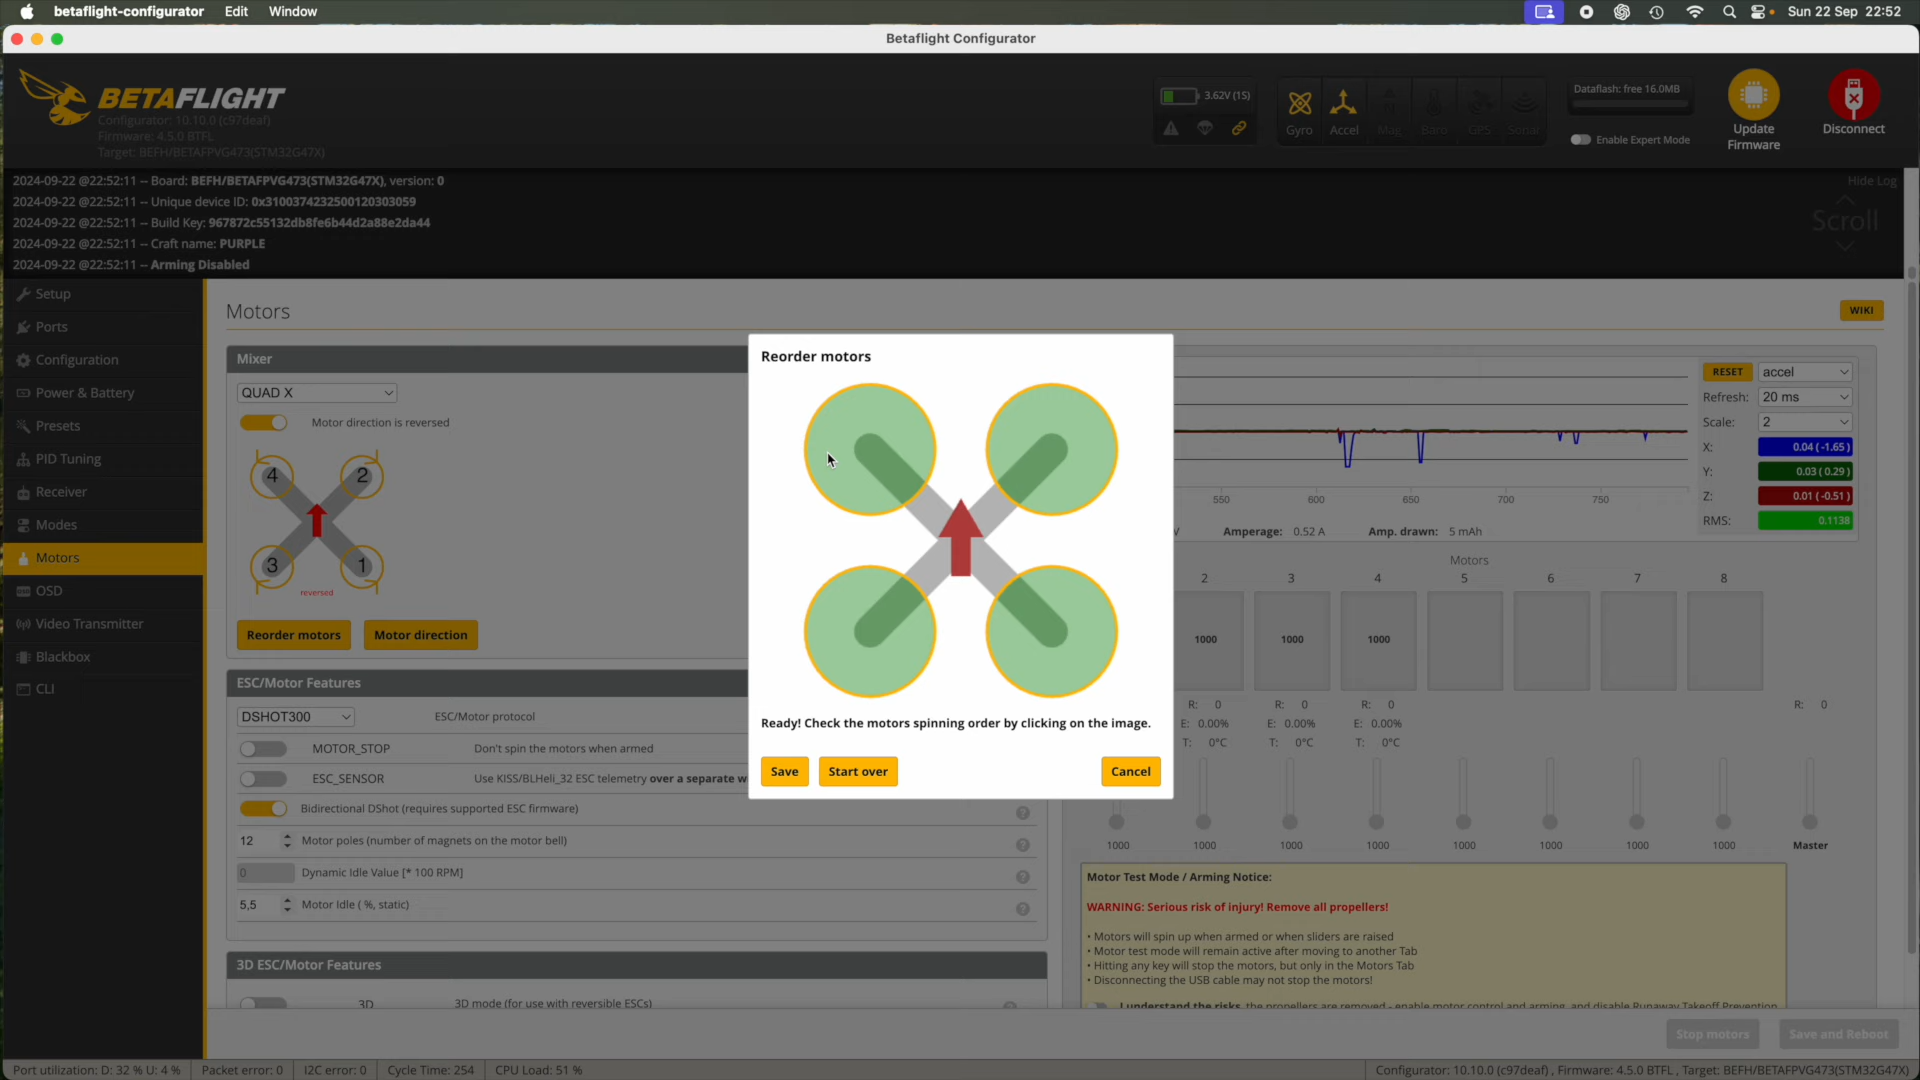 betaflight-configurator Edit Window Sun 22 Sep 22:52
Betaflight Configurator
BETAFLIGHT
Configurator: 10.10.0 (c97deaf)
Firmware: 4.5.0 BTFL
Target: BEFH/BETAFPVG473(STM32G47X)
3.62V (1S)
Gyro Accel Mag Baro GPS Sonar
Dataflash: free 16.0MB
Enable Expert Mode
Update Firmware
Disconnect
2024-09-22 @22:52:11 -- Board: BEFH/BETAFPVG473(STM32G47X), version: 0
2024-09-22 @22:52:11 -- Unique device ID: 0x3100374232500120303059
2024-09-22 @22:52:11 -- Build Key: 967872c55132db8fe6b44d2a88e2da44
2024-09-22 @22:52:11 -- Craft name: PURPLE
2024-09-22 @22:52:11 -- Arming Disabled
Hide Log
Scroll
Setup
Ports
Configuration
Power & Battery
Presets
PID Tuning
Receiver
Modes
Motors
OSD
Video Transmitter
Blackbox
CLI
Motors
WIKI
Mixer
QUAD X
Motor direction is reversed
4 2
3 1
reversed
Reorder motors Motor direction
ESC/Motor Features
DSHOT300 ESC/Motor protocol
MOTOR_STOP Don't spin the motors when armed
ESC_SENSOR Use KISS/BLHeli_32 ESC telemetry over a separate w
Bidirectional DShot (requires supported ESC firmware)
12 Motor poles (number of magnets on the motor bell)
0 Dynamic Idle Value [* 100 RPM]
5,5 Motor Idle ( %, static)
3D ESC/Motor Features
3D 3D mode (for use with reversible ESCs)
Reorder motors
Ready! Check the motors spinning order by clicking on the image.
Save Start over Cancel
RESET accel
Refresh: 20 ms
Scale: 2
X: 0.04 ( -1.65 )
Y: 0.03 ( 0.29 )
Z: 0.01 ( -0.51 )
RMS: 0.1138
550 600 650 700 750
V Amperage: 0.52 A Amp. drawn: 5 mAh
Motors
2 3 4 5 6 7 8
1000 1000 1000
R: 0 R: 0 R: 0 R: 0
E: 0.00% E: 0.00% E: 0.00%
T: 0°C T: 0°C T: 0°C
1000 1000 1000 1000 1000 1000 1000 1000 Master
Motor Test Mode / Arming Notice:
WARNING: Serious risk of injury! Remove all propellers!
• Motors will spin up when armed or when sliders are raised
• Motor test mode will remain active after moving to another Tab
• Hitting any key will stop the motors, but only in the Motors Tab
• Disconnecting the USB cable may not stop the motors!
I understand the risks, the propellers are removed - enable motor control and arming, and disable Runaway Takeoff Prevention
Stop motors Save and Reboot
Port utilization: D: 32 % U: 4 % Packet error: 0 I2C error: 0 Cycle Time: 254 CPU Load: 51 %
Configurator: 10.10.0 (c97deaf) , Firmware: 4.5.0 BTFL , Target: BEFH/BETAFPVG473(STM32G47X)